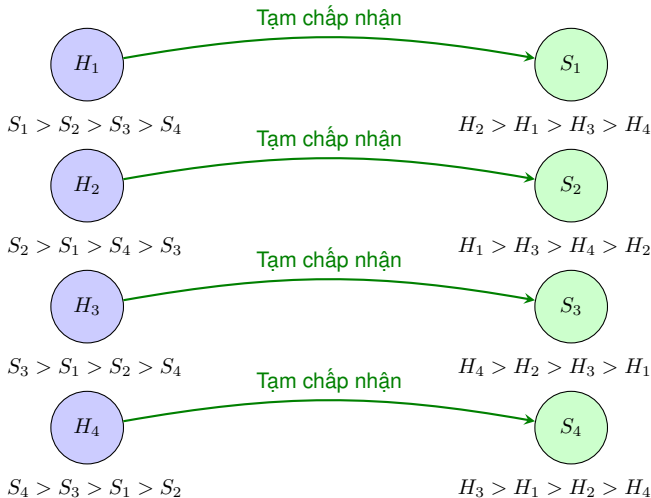 Tạm chấp nhận
H₁ S₁
S₁ > S₂ > S₃ > S₄ H₂ > H₁ > H₃ > H₄
Tạm chấp nhận
H₂ S₂
S₂ > S₁ > S₄ > S₃ H₁ > H₃ > H₄ > H₂
Tạm chấp nhận
H₃ S₃
S₃ > S₁ > S₂ > S₄ H₄ > H₂ > H₃ > H₁
Tạm chấp nhận
H₄ S₄
S₄ > S₃ > S₁ > S₂ H₃ > H₁ > H₂ > H₄